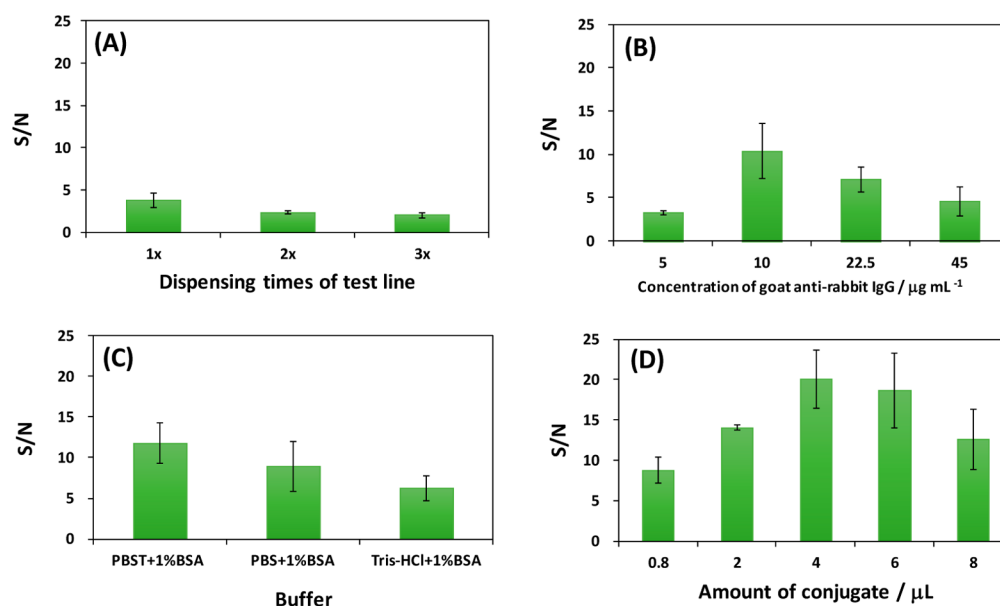 (A)
S/N
25
20
15
10
5
0
1x 2x 3x
Dispensing times of test line
(B)
S/N
25
20
15
10
5
0
5 10 22.5 45
Concentration of goat anti-rabbit IgG / μg mL⁻¹
(C)
S/N
25
20
15
10
5
0
PBST+1%BSA PBS+1%BSA Tris-HCl+1%BSA
Buffer
(D)
S/N
25
20
15
10
5
0
0.8 2 4 6 8
Amount of conjugate / μL